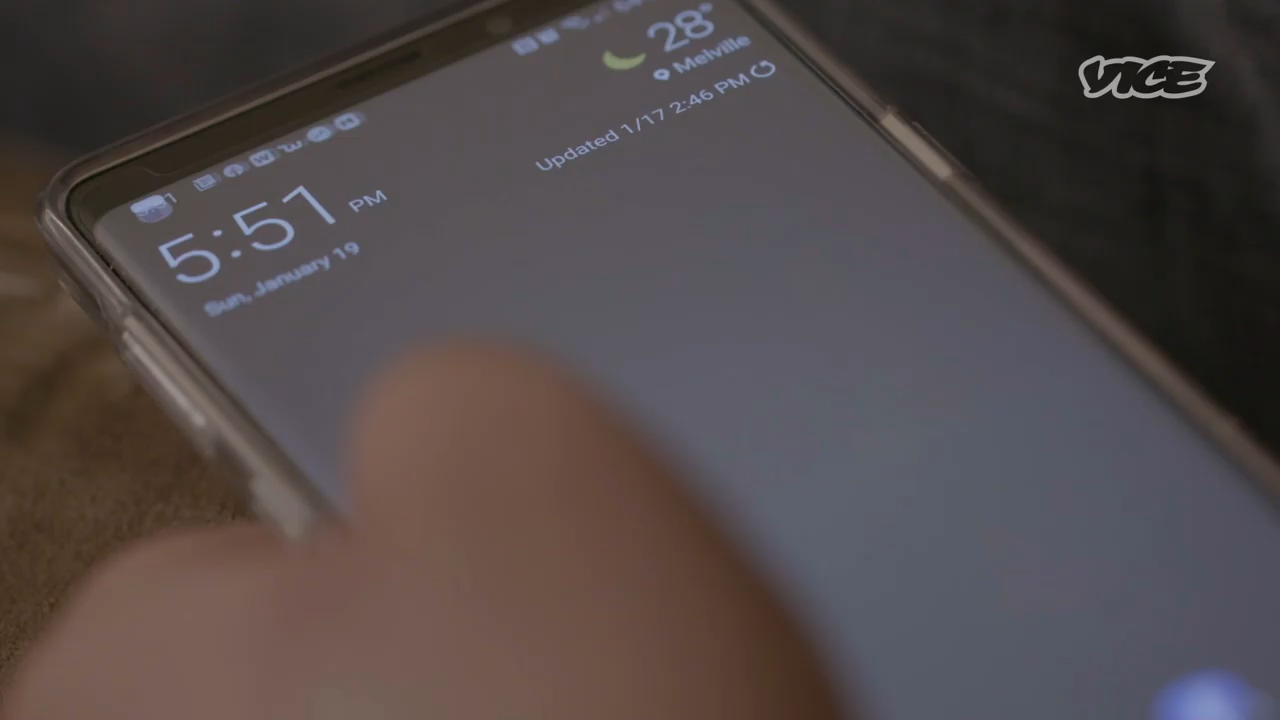 VICE
28°
Melville
Updated 1/17 2:46 PM
5:51 PM
Sun, January 19